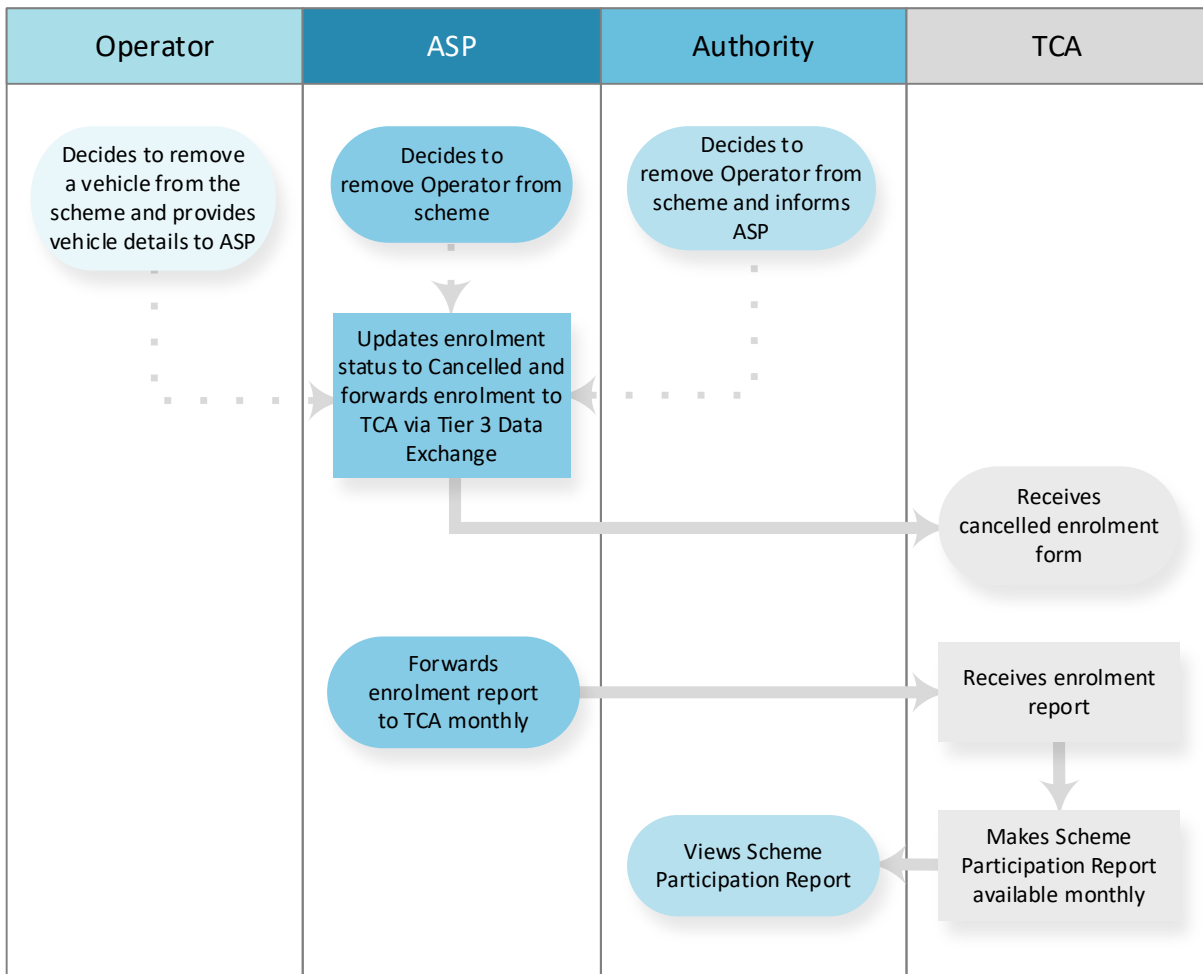 Operator
ASP
Authority
TCA
Decides to remove
a vehicle from the
scheme and provides
vehicle details to ASP
Decides to
remove Operator from
scheme
Decides to
remove Operator from
scheme and informs
ASP
Updates enrolment
status to Cancelled and
forwards enrolment to
TCA via Tier 3 Data
Exchange
Receives
cancelled enrolment
form
Forwards
enrolment report
to TCA monthly
Receives enrolment
report
Views Scheme
Participation Report
Makes Scheme
Participation Report
available monthly